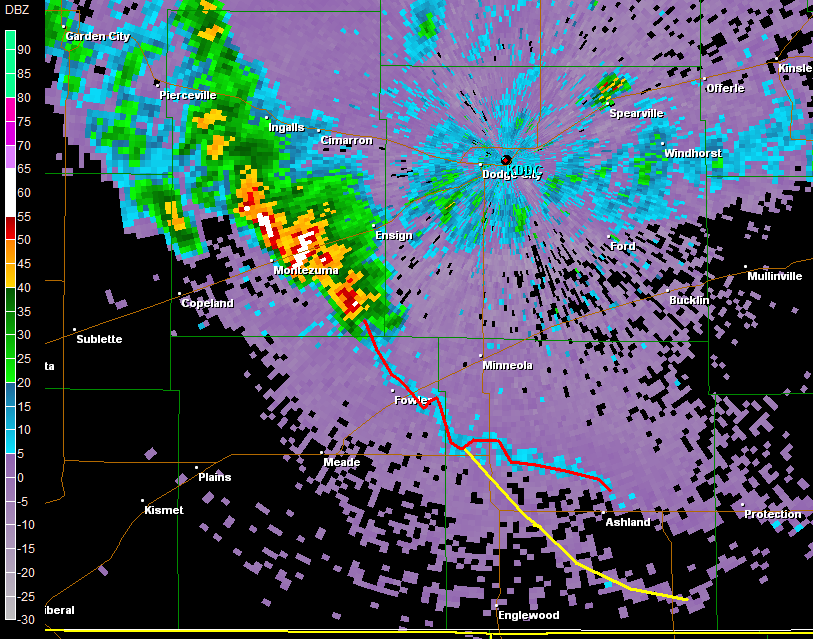 DBZ
90
85
80
75
70
65
60
55
50
45
40
35
30
25
20
15
10
5
0
-5
-10
-15
-20
-25
-30
Garden City
Kinsle
Pierceville
Offerle
Spearville
Ingalls
Cimarron
Windhorst
Dodge City
KDDG
Ensign
Ford
Montezuma
Mullinville
Copeland
Bucklin
Sublette
ta
Minneola
Fowler
Meade
Plains
Kismet
Protection
Ashland
iberal
Englewood